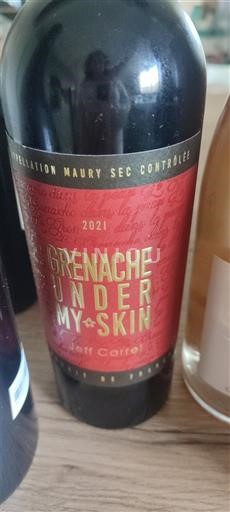 APPELLATION MAURY SEC CONTRÔLÉE
2021
GRENACHE
UNDER
MY SKIN
Jeff Carrel